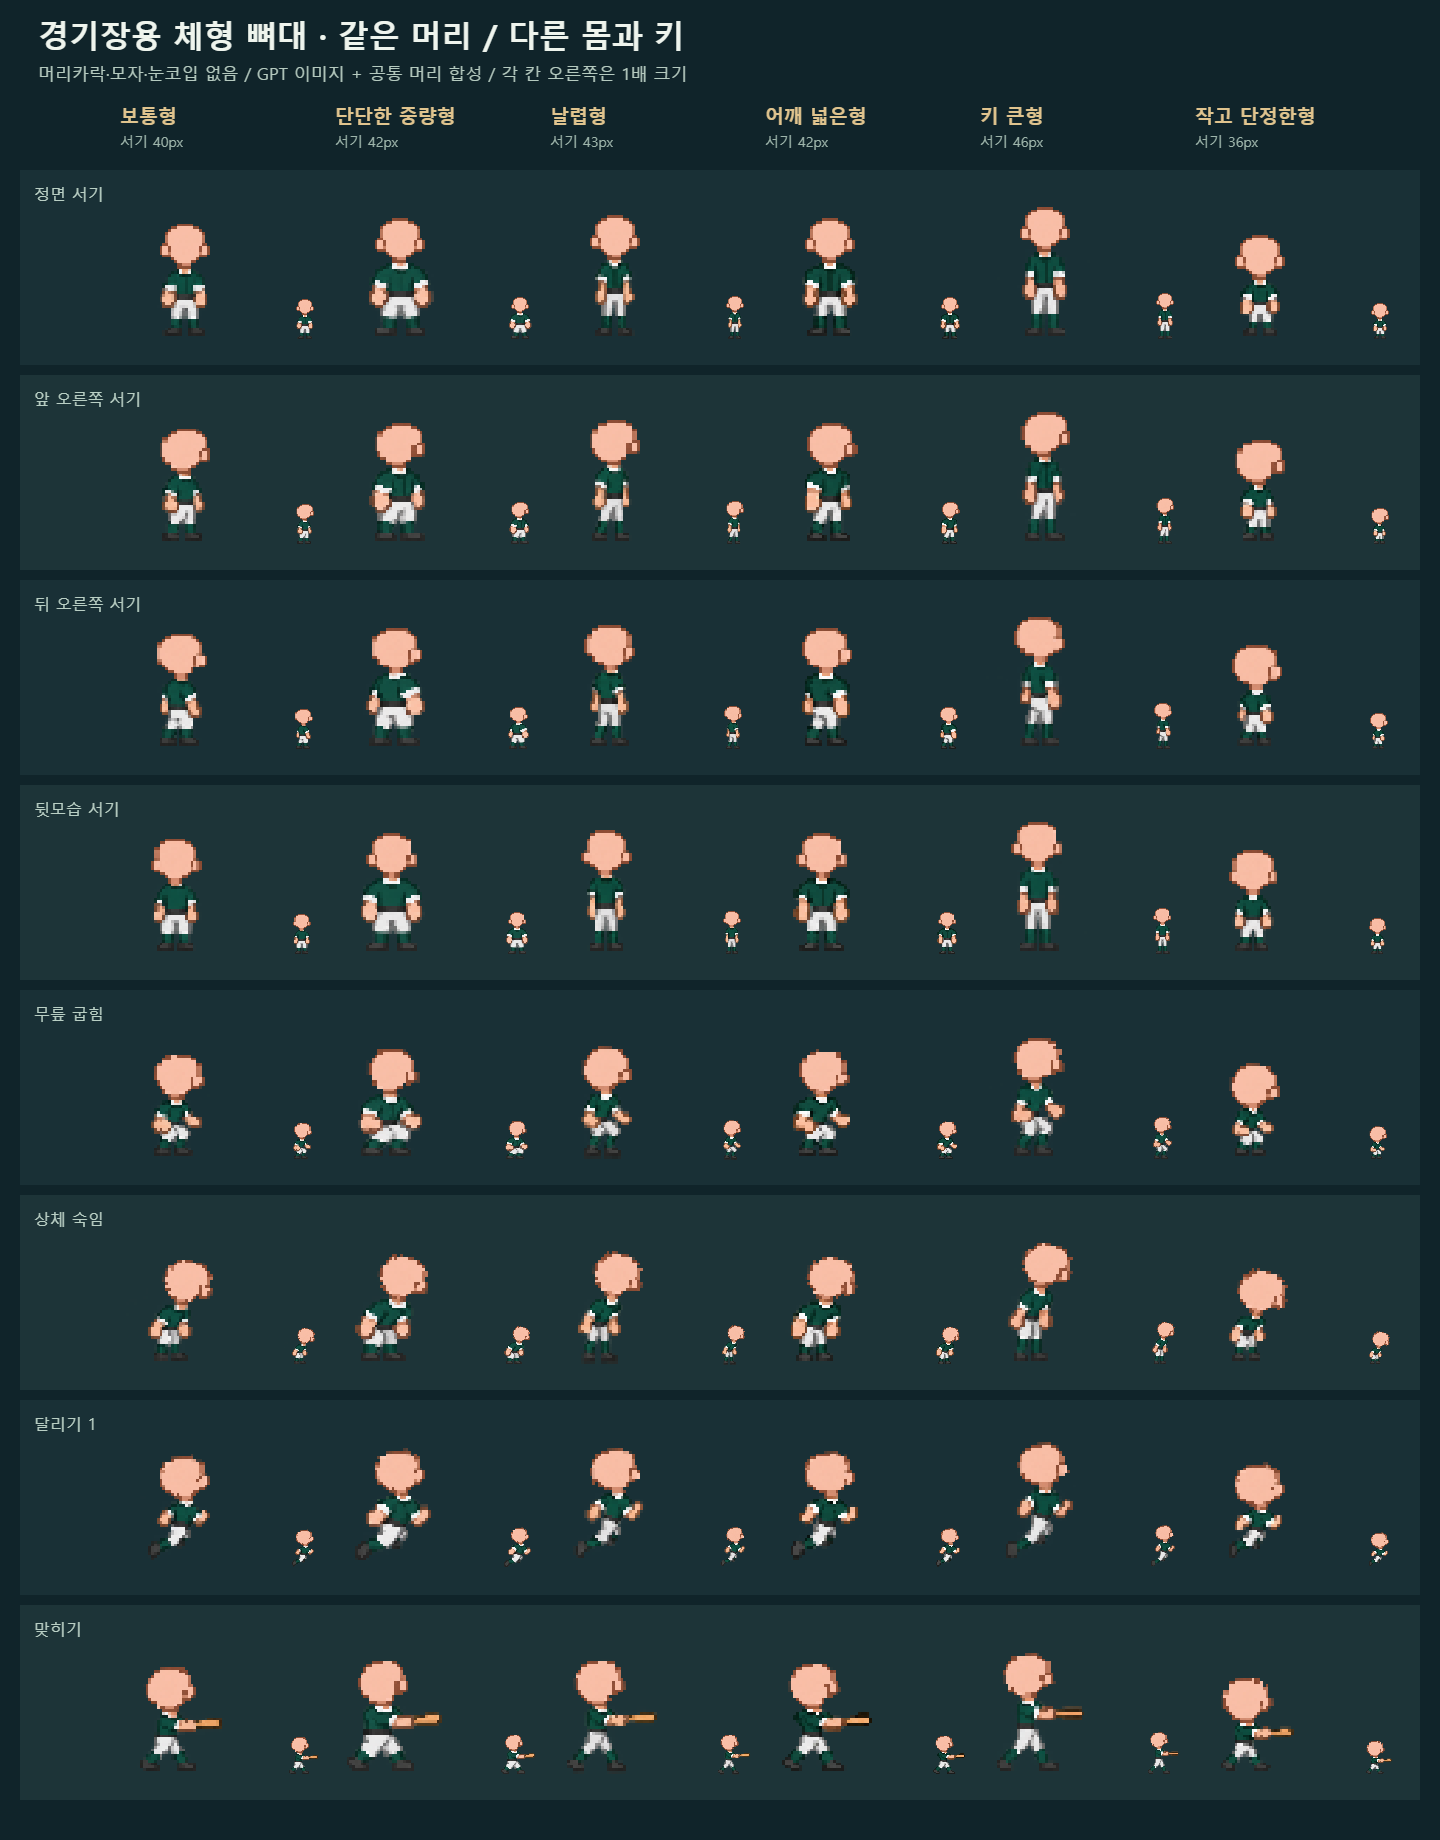 경기장용 체형 뼈대 · 같은 머리 / 다른 몸과 키
머리카락·모자·눈코입 없음 / GPT 이미지 + 공통 머리 합성 / 각 칸 오른쪽은 1배 크기
보통형 단단한 중량형 날렵형 어깨 넓은형 키 큰형 작고 단정한형
서기 40px 서기 42px 서기 43px 서기 42px 서기 46px 서기 36px
정면 서기
앞 오른쪽 서기
뒤 오른쪽 서기
뒷모습 서기
무릎 굽힘
상체 숙임
달리기 1
맞히기